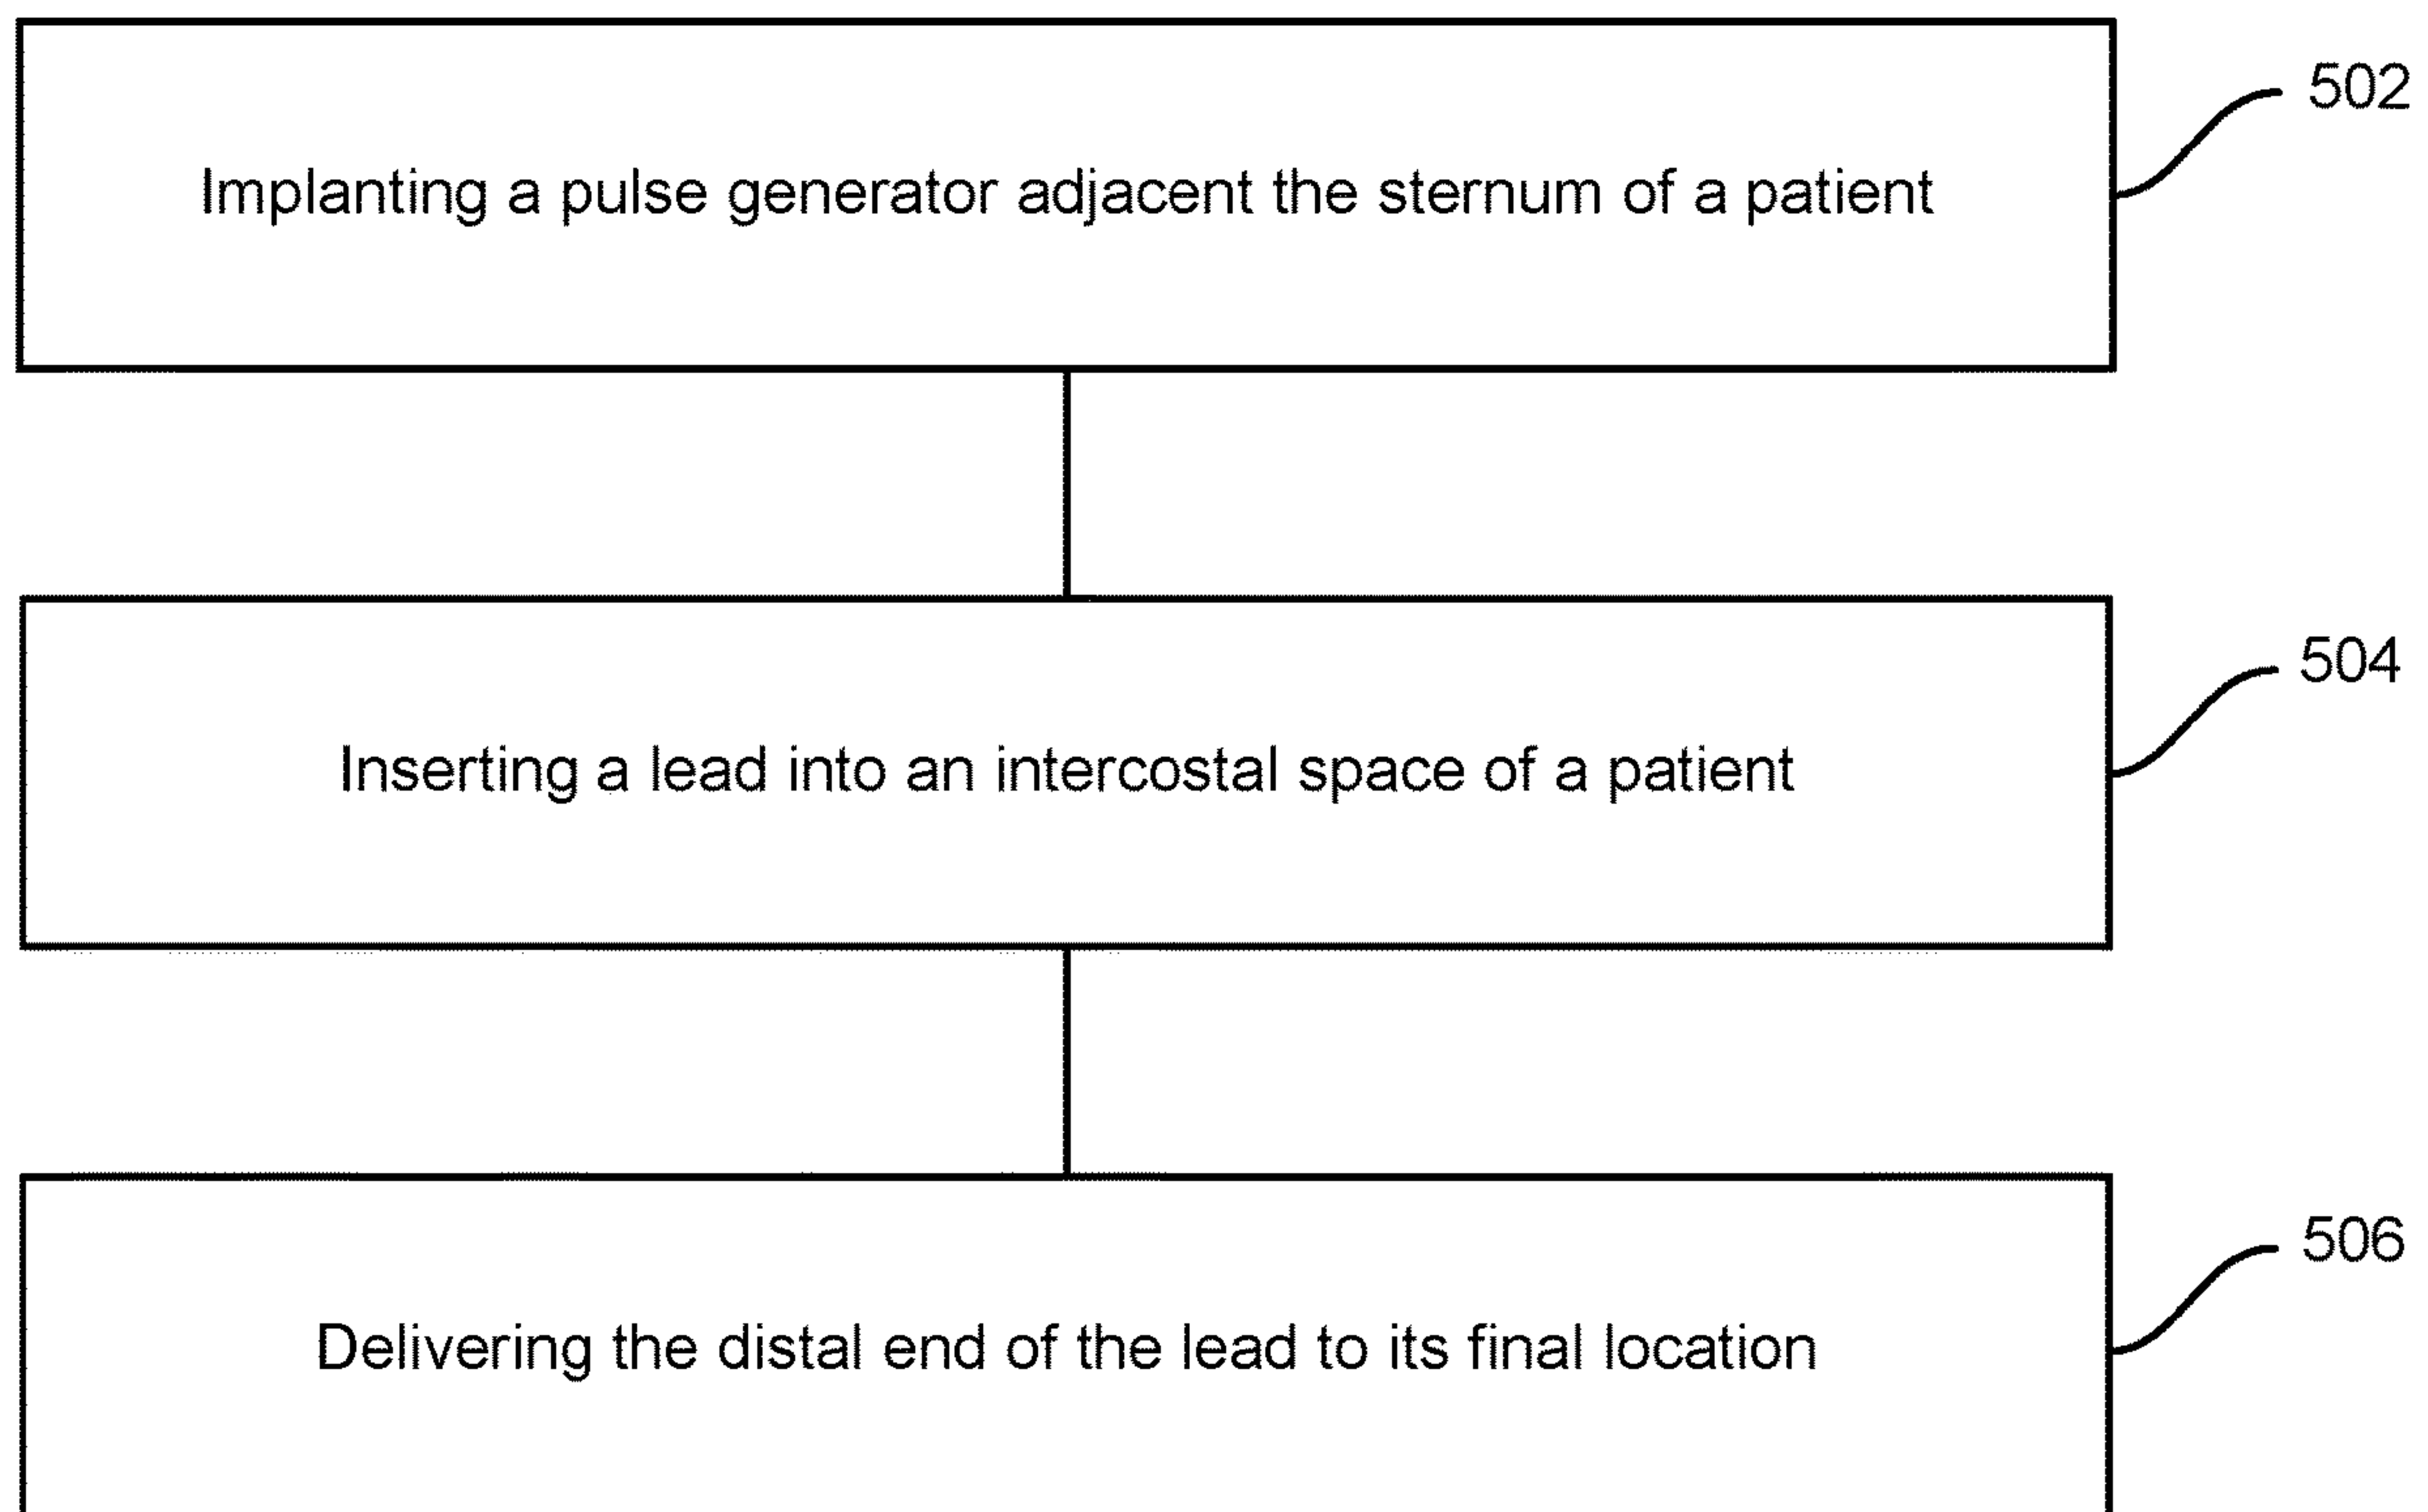 502
Implanting a pulse generator adjacent the sternum of a patient
504
Inserting a lead into an intercostal space of a patient
506
Delivering the distal end of the lead to its final location